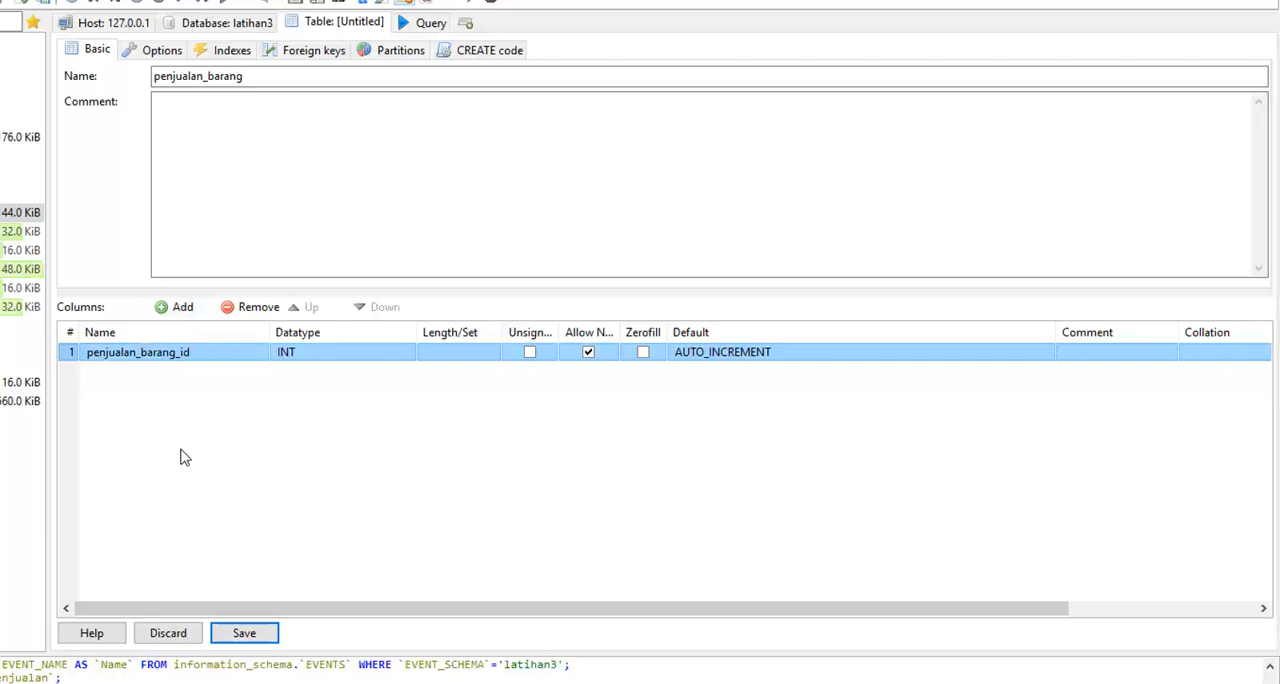 Host: 127.0.0.1 Database: latihan3 Table: [Untitled] Query
Basic Options Indexes Foreign keys Partitions CREATE code
Name: penjualan_barang
Comment:
76.0 KiB
44.0 KiB
32.0 KiB
16.0 KiB
48.0 KiB
16.0 KiB
32.0 KiB
Columns: Add Remove Up Down
# Name Datatype Length/Set Unsign... Allow N... Zerofill Default Comment Collation
1 penjualan_barang_id INT AUTO_INCREMENT
16.0 KiB
560.0 KiB
Help Discard Save
EVENT_NAME AS `Name` FROM information_schema.`EVENTS` WHERE `EVENT_SCHEMA`='latihan3';
enjualan`;